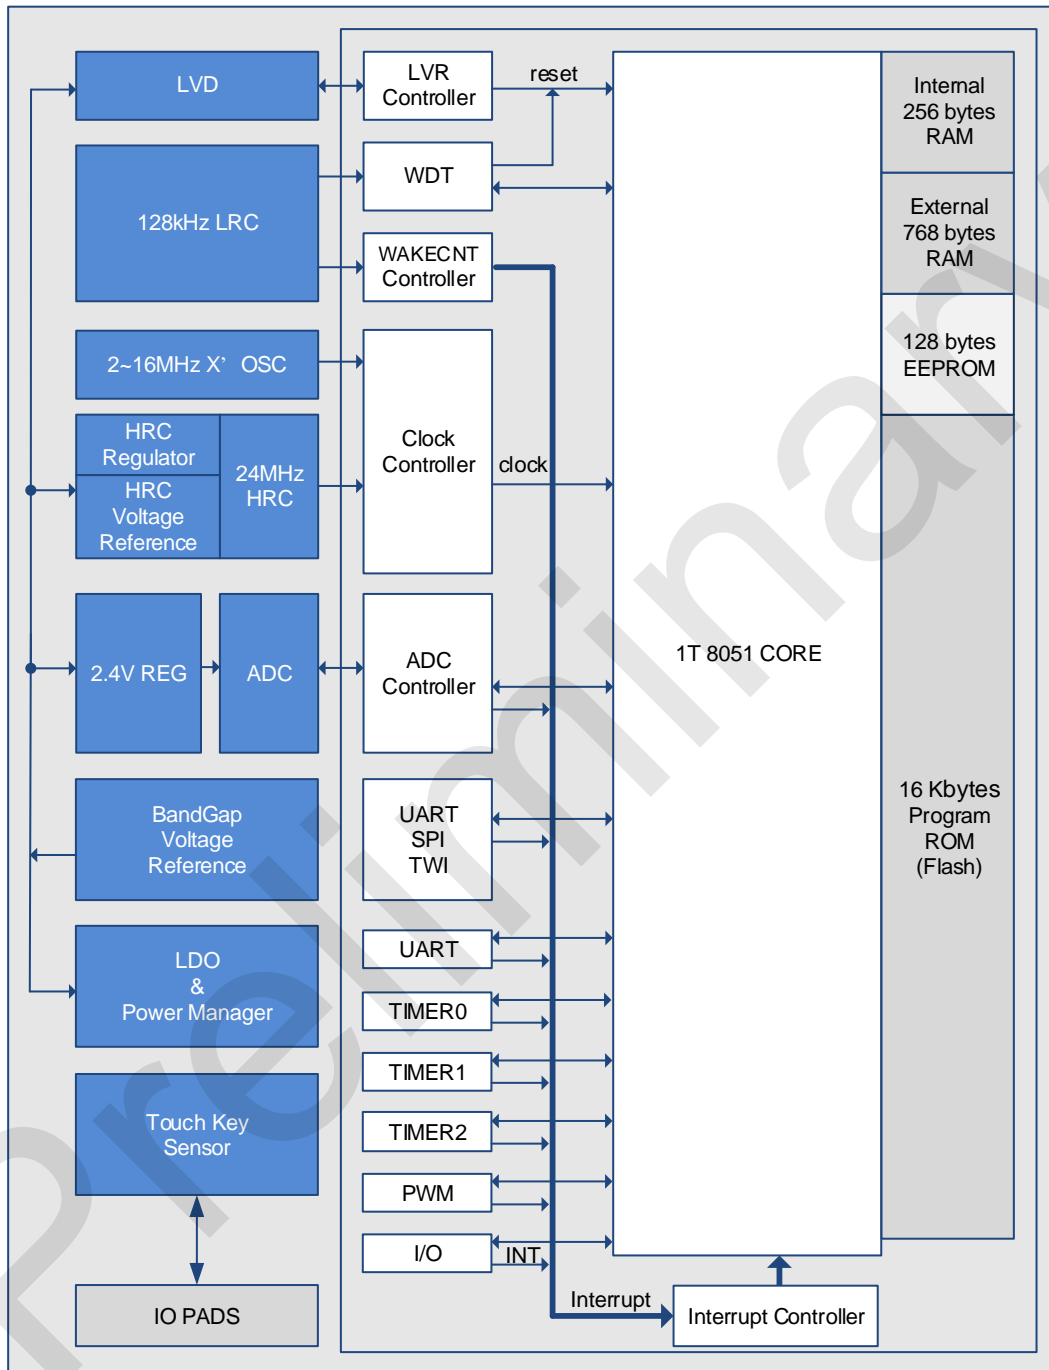 LVD
LVR
Controller
reset
Internal
256 bytes
RAM
128kHz LRC
WDT
External
768 bytes
RAM
WAKECNT
Controller
2~16MHz X' OSC
128 bytes
EEPROM
HRC
Regulator
HRC
Voltage
Reference
24MHz
HRC
Clock
Controller
clock
2.4V REG
ADC
ADC
Controller
1T 8051 CORE
16 Kbytes
Program
ROM
(Flash)
BandGap
Voltage
Reference
UART
SPI
TWI
LDO
&
Power Manager
UART
TIMER0
TIMER1
Touch Key
Sensor
TIMER2
PWM
I/O
INT
IO PADS
Interrupt
Interrupt Controller
Preliminary